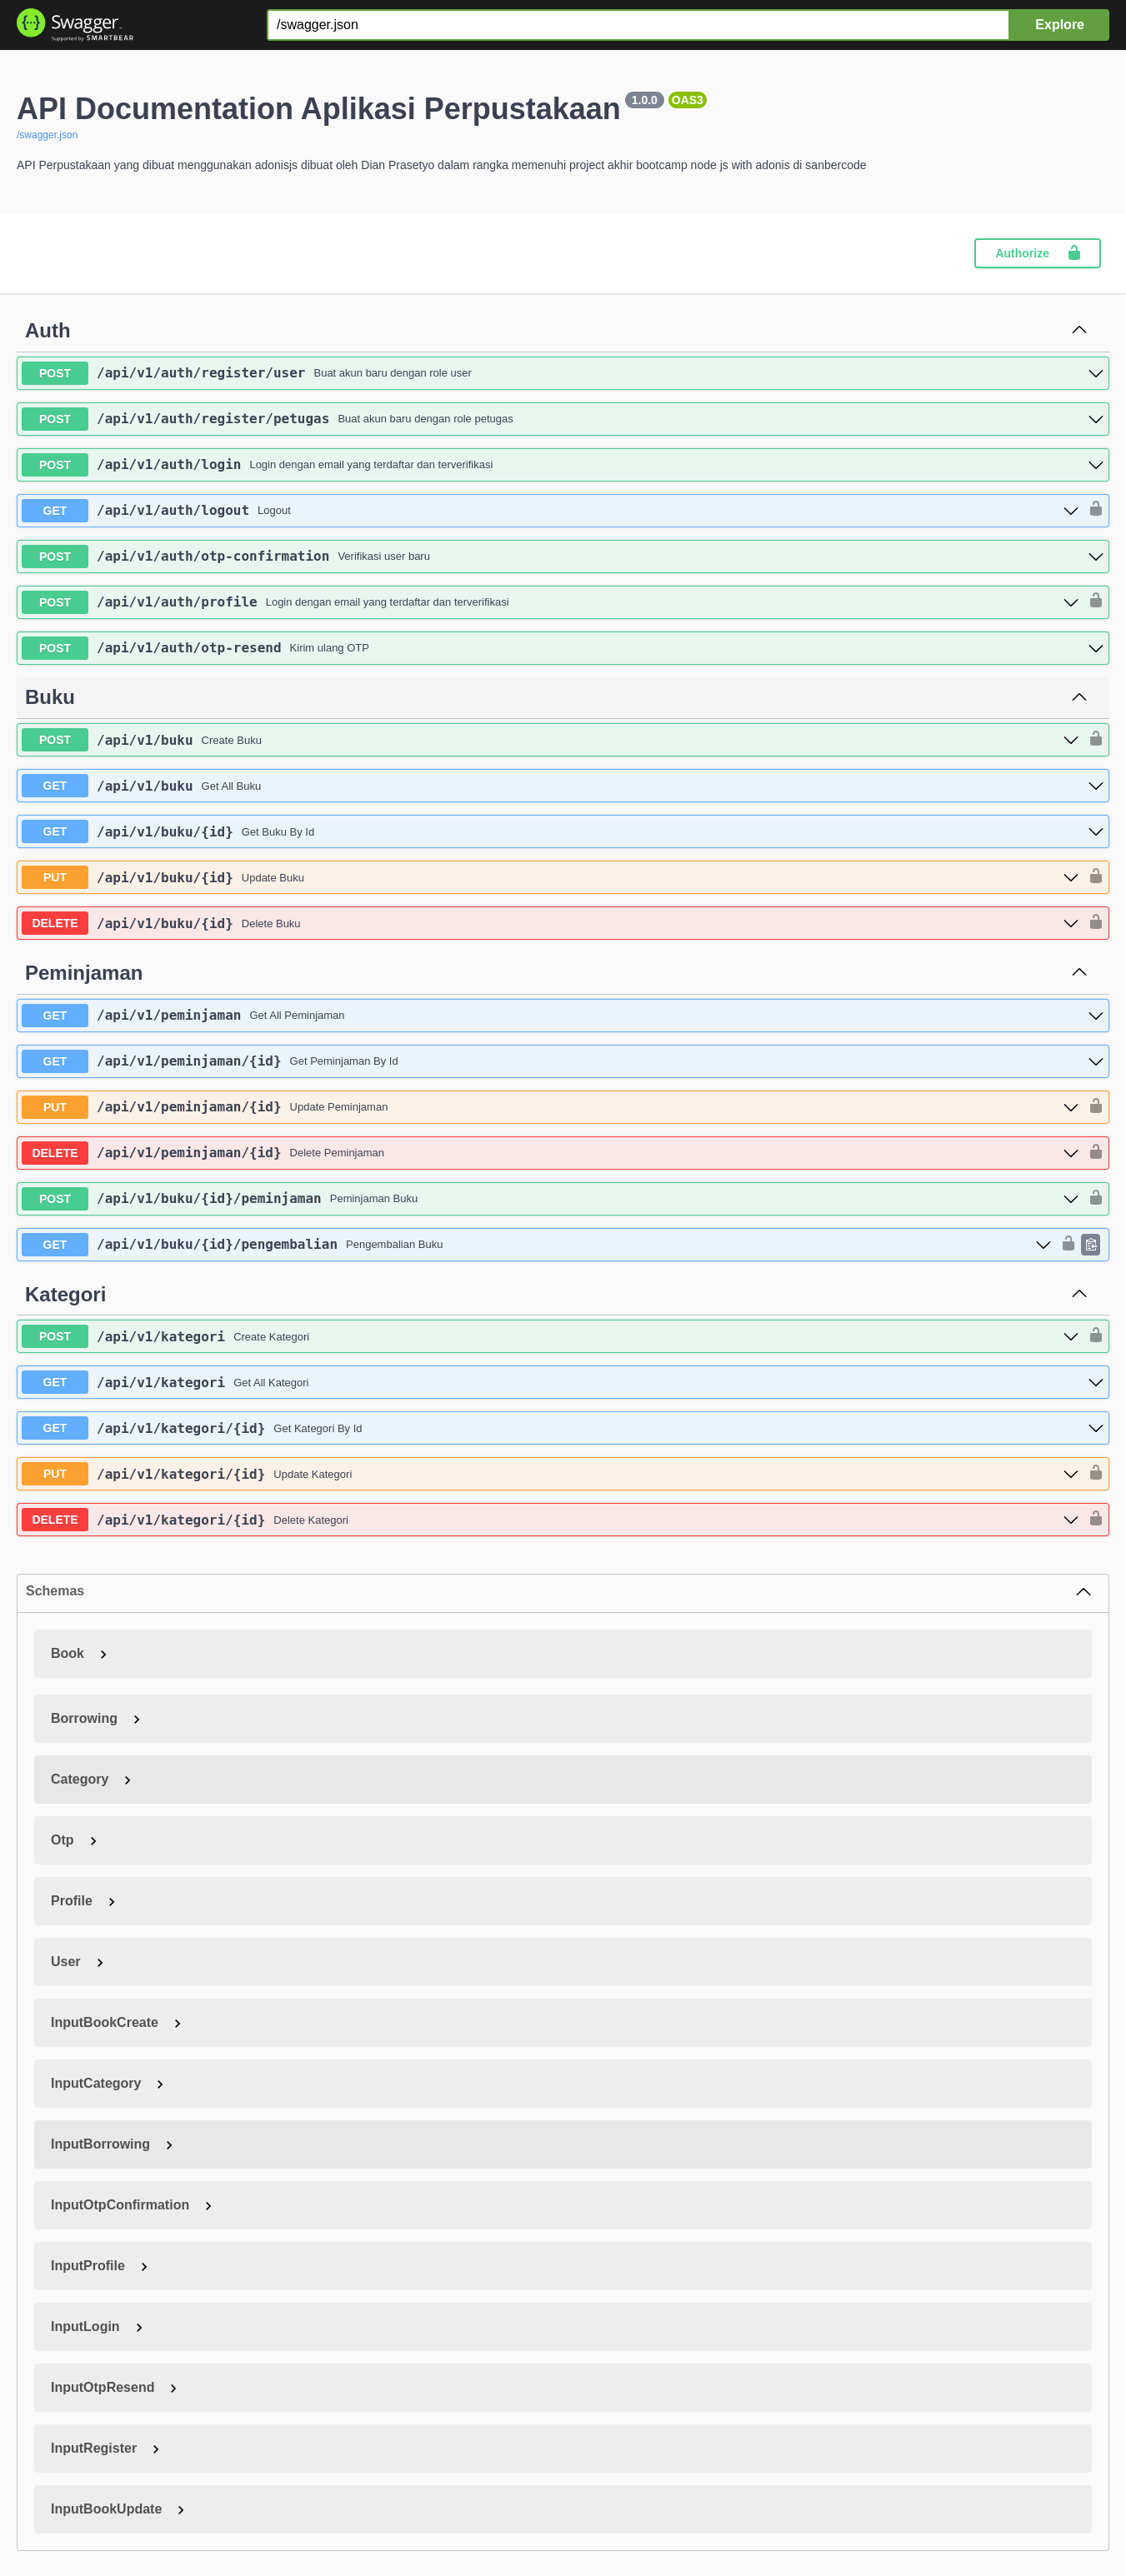 Swagger
Supported by SMARTBEAR
/swagger.json
Explore
API Documentation Aplikasi Perpustakaan 1.0.0 OAS3
/swagger.json
API Perpustakaan yang dibuat menggunakan adonisjs dibuat oleh Dian Prasetyo dalam rangka memenuhi project akhir bootcamp node js with adonis di sanbercode
Authorize
Auth
POST /api/v1/auth/register/user Buat akun baru dengan role user
POST /api/v1/auth/register/petugas Buat akun baru dengan role petugas
POST /api/v1/auth/login Login dengan email yang terdaftar dan terverifikasi
GET /api/v1/auth/logout Logout
POST /api/v1/auth/otp-confirmation Verifikasi user baru
POST /api/v1/auth/profile Login dengan email yang terdaftar dan terverifikasi
POST /api/v1/auth/otp-resend Kirim ulang OTP
Buku
POST /api/v1/buku Create Buku
GET /api/v1/buku Get All Buku
GET /api/v1/buku/{id} Get Buku By Id
PUT /api/v1/buku/{id} Update Buku
DELETE /api/v1/buku/{id} Delete Buku
Peminjaman
GET /api/v1/peminjaman Get All Peminjaman
GET /api/v1/peminjaman/{id} Get Peminjaman By Id
PUT /api/v1/peminjaman/{id} Update Peminjaman
DELETE /api/v1/peminjaman/{id} Delete Peminjaman
POST /api/v1/buku/{id}/peminjaman Peminjaman Buku
GET /api/v1/buku/{id}/pengembalian Pengembalian Buku
Kategori
POST /api/v1/kategori Create Kategori
GET /api/v1/kategori Get All Kategori
GET /api/v1/kategori/{id} Get Kategori By Id
PUT /api/v1/kategori/{id} Update Kategori
DELETE /api/v1/kategori/{id} Delete Kategori
Schemas
Book
Borrowing
Category
Otp
Profile
User
InputBookCreate
InputCategory
InputBorrowing
InputOtpConfirmation
InputProfile
InputLogin
InputOtpResend
InputRegister
InputBookUpdate